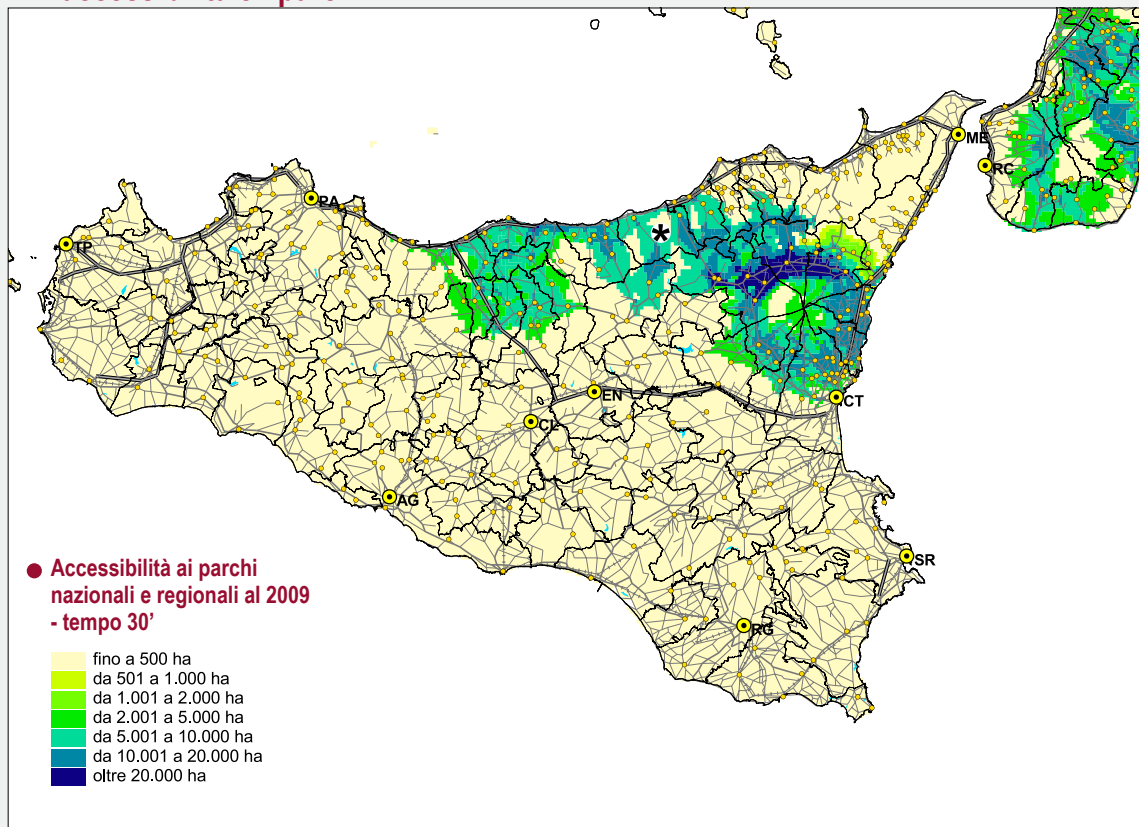 ME
RC
PA
TP
EN
CL
CT
AG
SR
RG
*
Accessibilità ai parchi
nazionali e regionali al 2009
- tempo 30'
fino a 500 ha
da 501 a 1.000 ha
da 1.001 a 2.000 ha
da 2.001 a 5.000 ha
da 5.001 a 10.000 ha
da 10.001 a 20.000 ha
oltre 20.000 ha